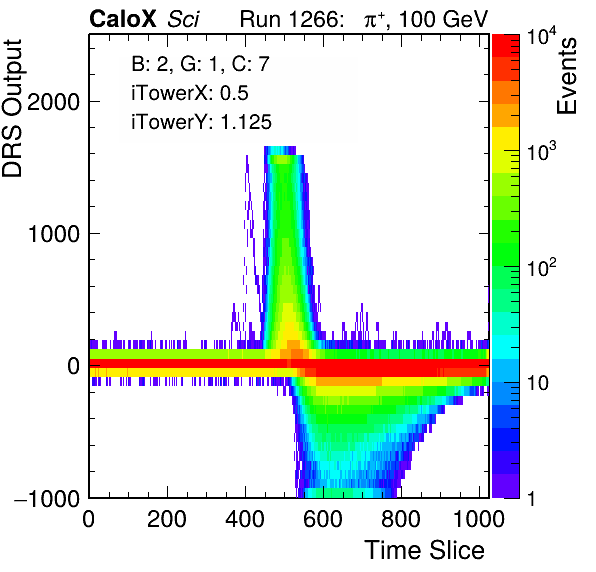 CaloX Sci Run 1266: π⁺, 100 GeV
B: 2, G: 1, C: 7
iTowerX: 0.5
iTowerY: 1.125
DRS Output
2000
1000
0
−1000
0 200 400 600 800 1000
Time Slice
Events
10⁴
10³
10²
10
1